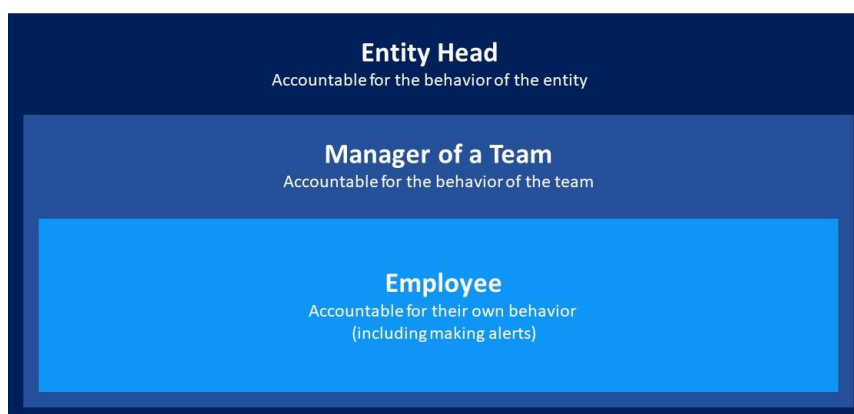 Entity Head
Accountable for the behavior of the entity
Manager of a Team
Accountable for the behavior of the team
Employee
Accountable for their own behavior
(including making alerts)